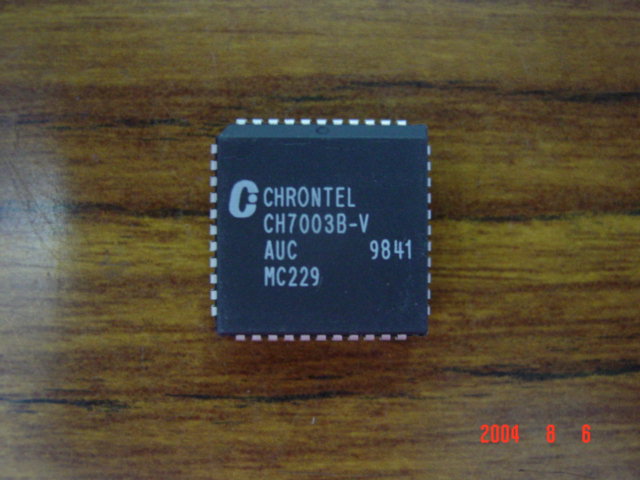 CHRONTEL
CH7003B-V
AUC 9841
MC229
2004 8 6